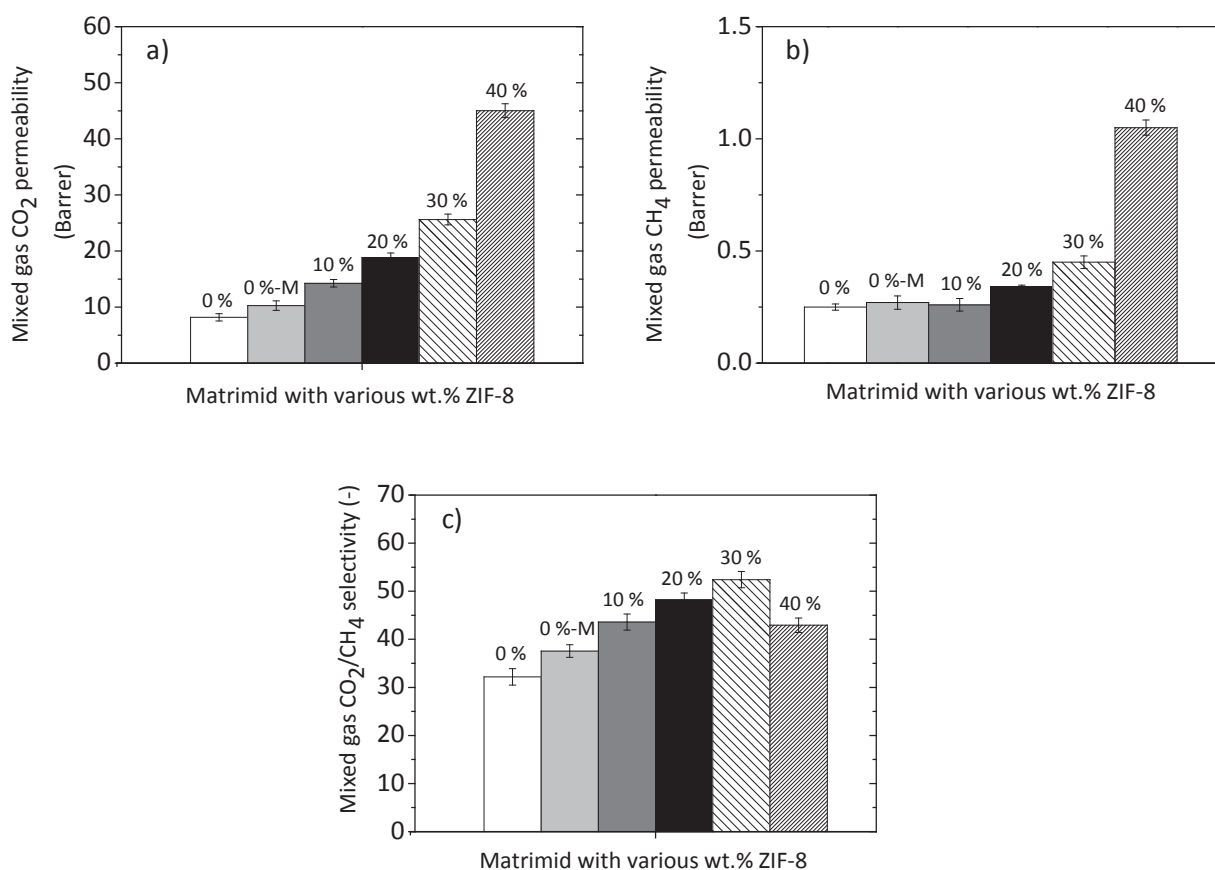 a)
Mixed gas CO2 permeability
(Barrer)
60
50
40
30
20
10
0
0 %
0 %-M
10 %
20 %
30 %
40 %
Matrimid with various wt.% ZIF-8
b)
Mixed gas CH4 permeability
(Barrer)
1.5
1.0
0.5
0.0
0 %
0 %-M
10 %
20 %
30 %
40 %
Matrimid with various wt.% ZIF-8
c)
Mixed gas CO2/CH4 selectivity (-)
70
60
50
40
30
20
10
0
0 %
0 %-M
10 %
20 %
30 %
40 %
Matrimid with various wt.% ZIF-8